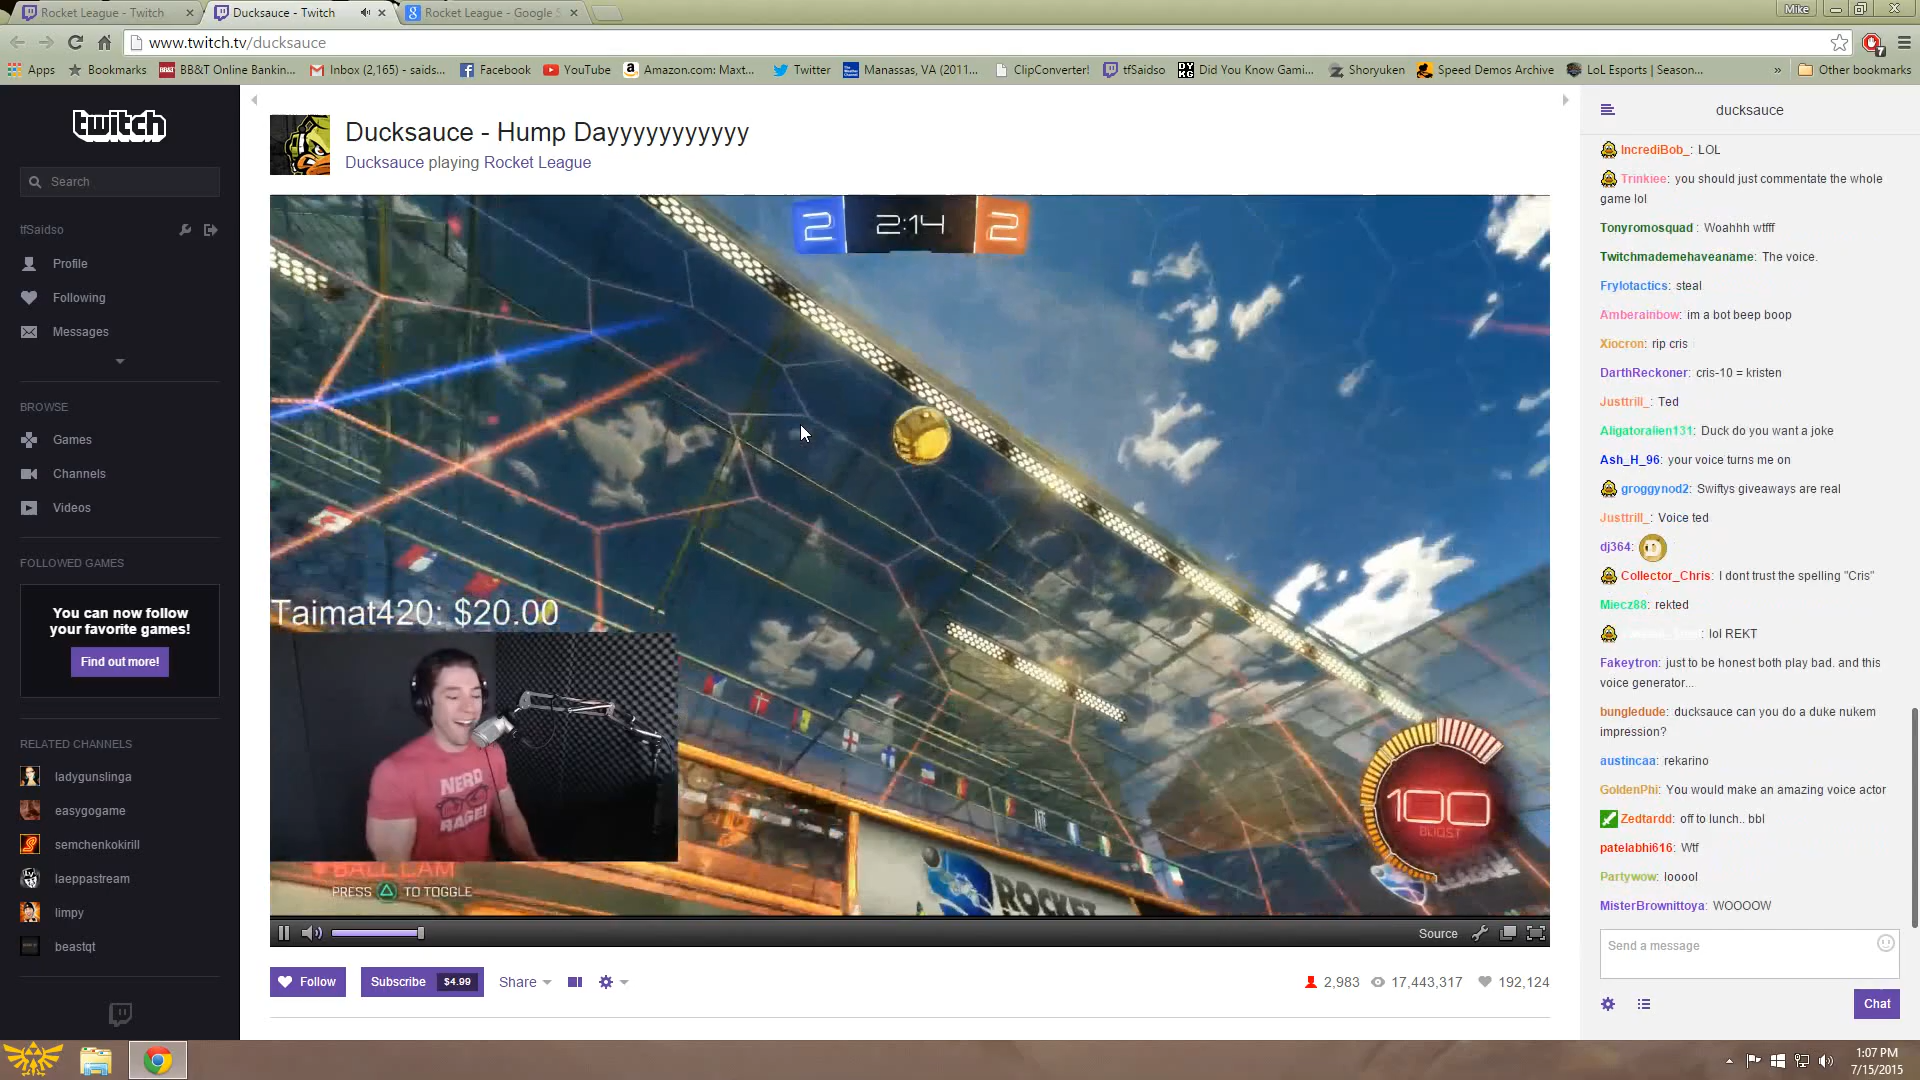 Rocket League - Twitch
Ducksauce - Twitch
Rocket League - Google S
Mike
www.twitch.tv/ducksauce
7
Apps
Bookmarks
BB&T Online Bankin...
Inbox (2,165) - saids...
Facebook
YouTube
Amazon.com: Maxt...
Twitter
Manassas, VA (2011...
ClipConverter!
tfSaidso
Did You Know Gami...
Shoryuken
Speed Demos Archive
LoL Esports | Season...
»
Other bookmarks
twitch
Search
tfSaidso
Profile
Following
Messages
BROWSE
Games
Channels
Videos
FOLLOWED GAMES
You can now follow
your favorite games!
Find out more!
RELATED CHANNELS
ladygunslinga
easygogame
semchenkokirill
laeppastream
limpy
beastqt
Ducksauce - Hump Dayyyyyyyyyyy
Ducksauce playing Rocket League
2 2:14 2
Taimat420: $20.00
NERD
RAGE!
BALL CAM
PRESS TO TOGGLE
100
BOOST
ROCKET
LEAGUE
Source
Follow
Subscribe $4.99
Share
2,983
17,443,317
192,124
ducksauce
IncrediBob_: LOL
Trinkiee: you should just commentate the whole
game lol
Tonyromosquad : Woahhh wtfff
Twitchmademehaveaname: The voice.
Frylotactics: steal
Amberainbow: im a bot beep boop
Xiocron: rip cris
DarthReckoner: cris-10 = kristen
Justtrill_: Ted
Aligatoralien131: Duck do you want a joke
Ash_H_96: your voice turns me on
groggynod2: Swiftys giveaways are real
Justtrill_: Voice ted
dj364:
Collector_Chris: I dont trust the spelling "Cris"
Miecz88: rekted
: lol REKT
Fakeytron: just to be honest both play bad. and this
voice generator...
bungledude: ducksauce can you do a duke nukem
impression?
austincaa: rekarino
GoldenPhi: You would make an amazing voice actor
Zedtardd: off to lunch.. bbl
patelabhi616: Wtf
Partywow: looool
MisterBrownittoya: WOOOOW
Send a message
Chat
1:07 PM
7/15/2015